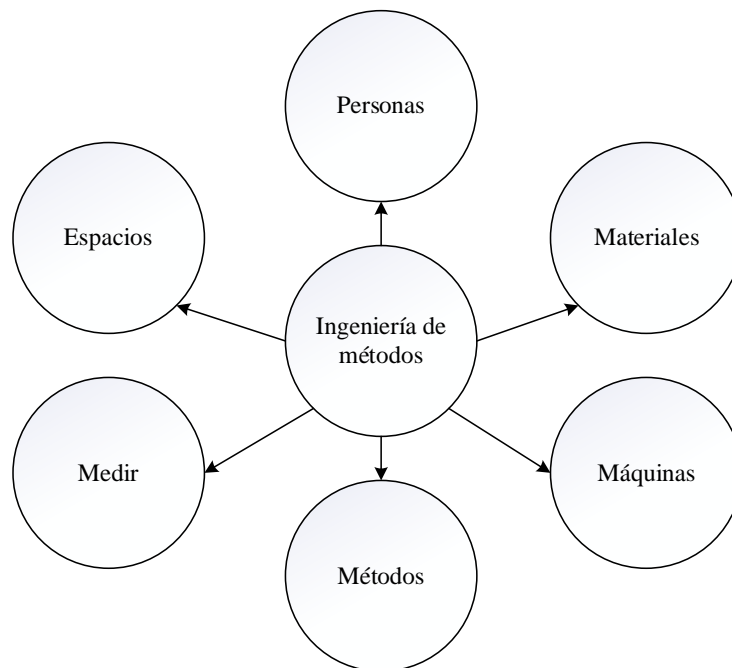 Personas
Espacios
Materiales
Ingeniería de
métodos
Medir
Máquinas
Métodos